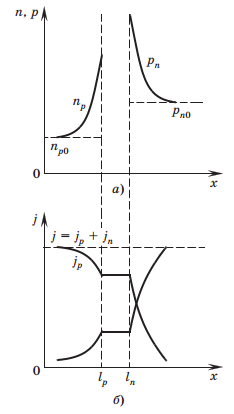 n, p
n_p
p_n
n_p0
p_n0
0
x
а)
j
j = j_p + j_n
j_p
0
l_p
l_n
x
б)